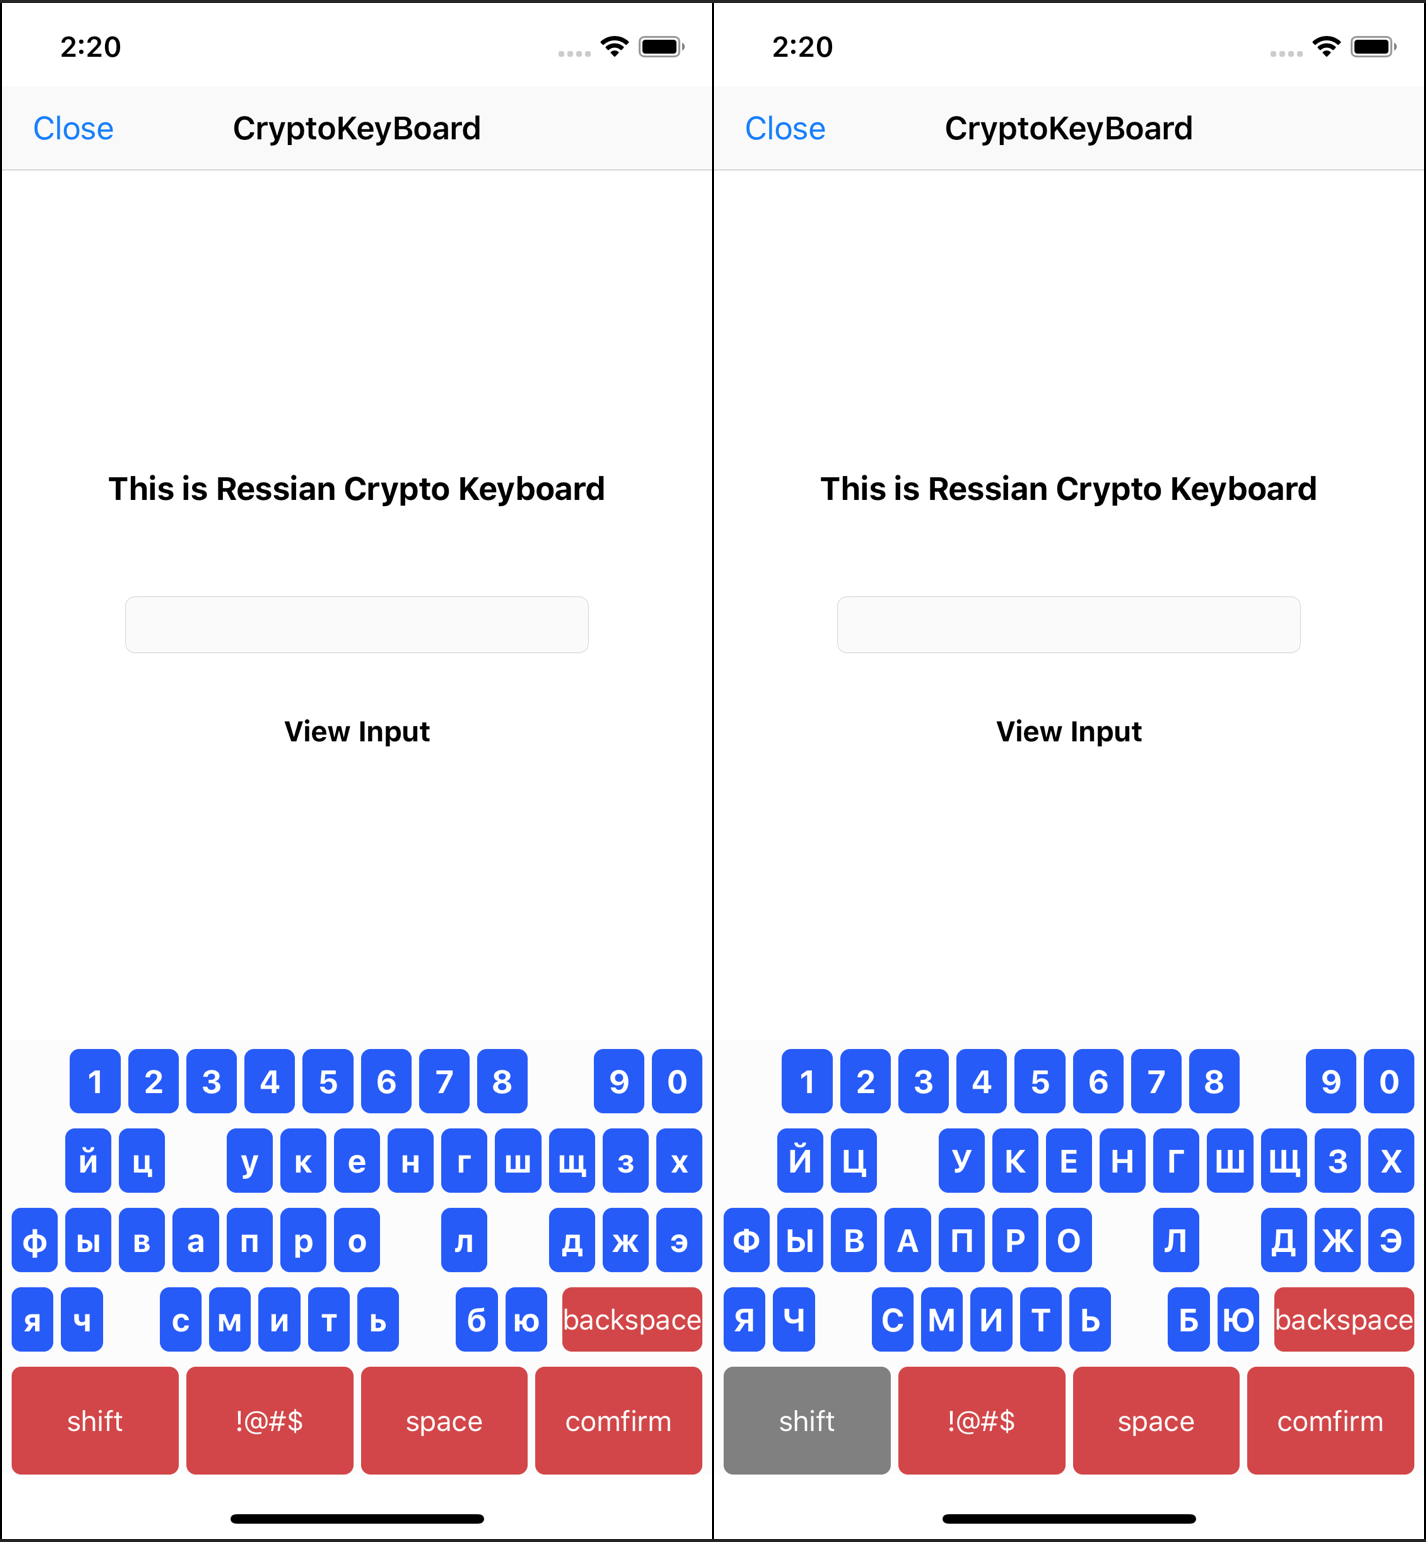 2:20
Close CryptoKeyBoard
This is Ressian Crypto Keyboard
View Input
1 2 3 4 5 6 7 8 9 0
й ц у к е н г ш щ з х
ф ы в а п р о л д ж э
я ч с м и т ь б ю backspace
shift !@#$ space comfirm
2:20
Close CryptoKeyBoard
This is Ressian Crypto Keyboard
View Input
1 2 3 4 5 6 7 8 9 0
Й Ц У К Е Н Г Ш Щ З Х
Ф Ы В А П Р О Л Д Ж Э
Я Ч С М И Т Ь Б Ю backspace
shift !@#$ space comfirm